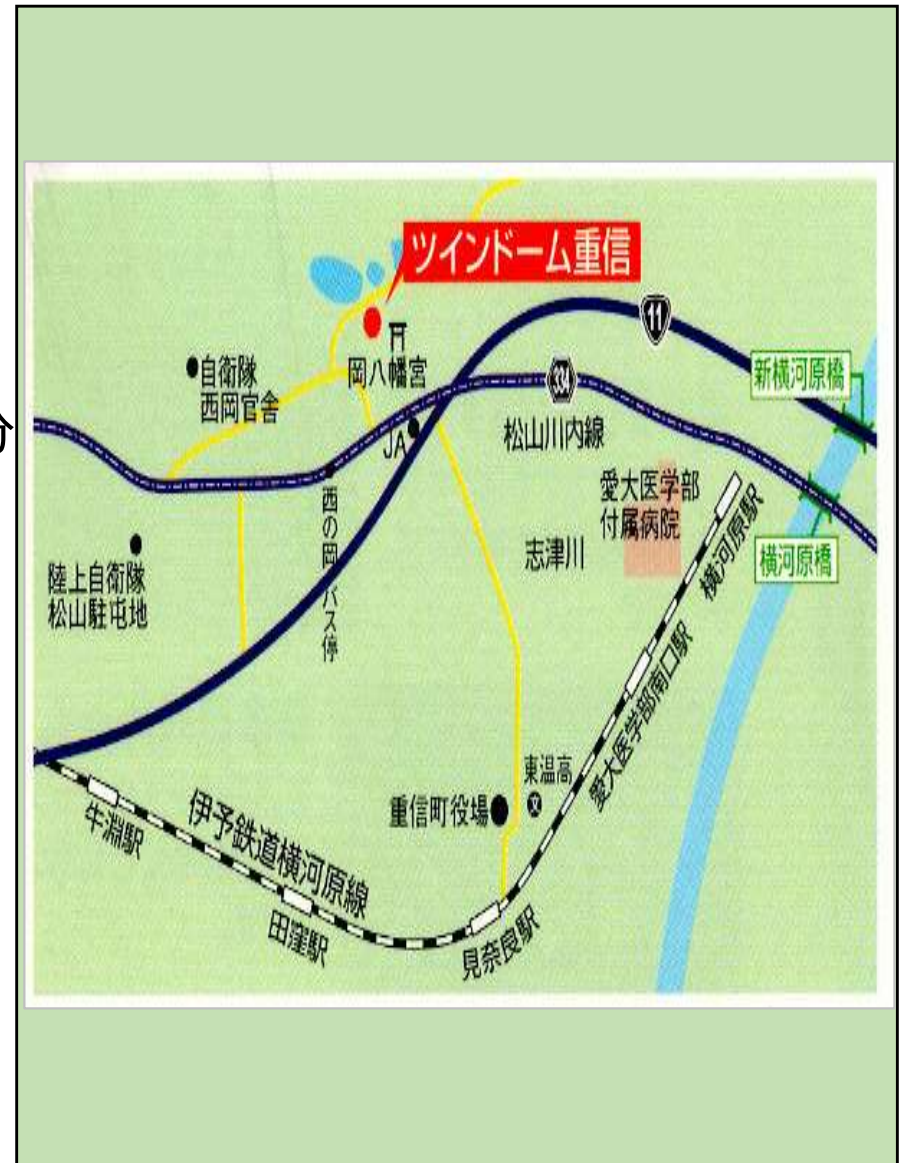 ツインドーム重信
11
自衛隊
西岡官舎
岡八幡宮
334
新横河原橋
分
JA
松山川内線
西の岡 バス停
愛大医学部
付属病院
横河原駅
志津川
横河原橋
陸上自衛隊
松山駐屯地
愛大医学部南口駅
東温高
文
重信町役場
牛淵駅
伊予鉄道横河原線
田窪駅
見奈良駅